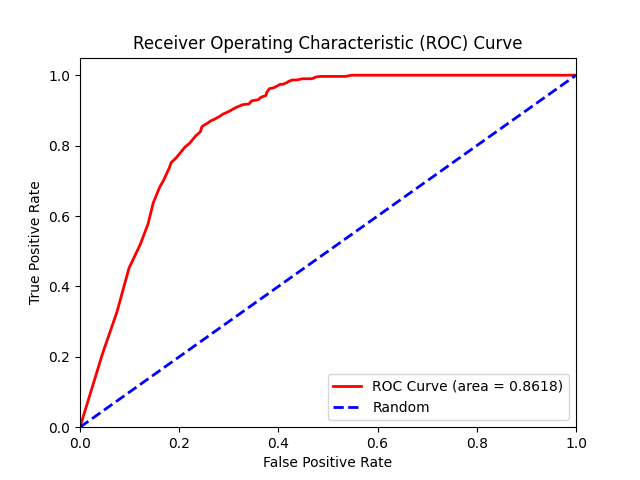 Receiver Operating Characteristic (ROC) Curve
True Positive Rate
1.0
0.8
0.6
0.4
0.2
0.0
0.0 0.2 0.4 0.6 0.8 1.0
False Positive Rate
ROC Curve (area = 0.8618)
Random